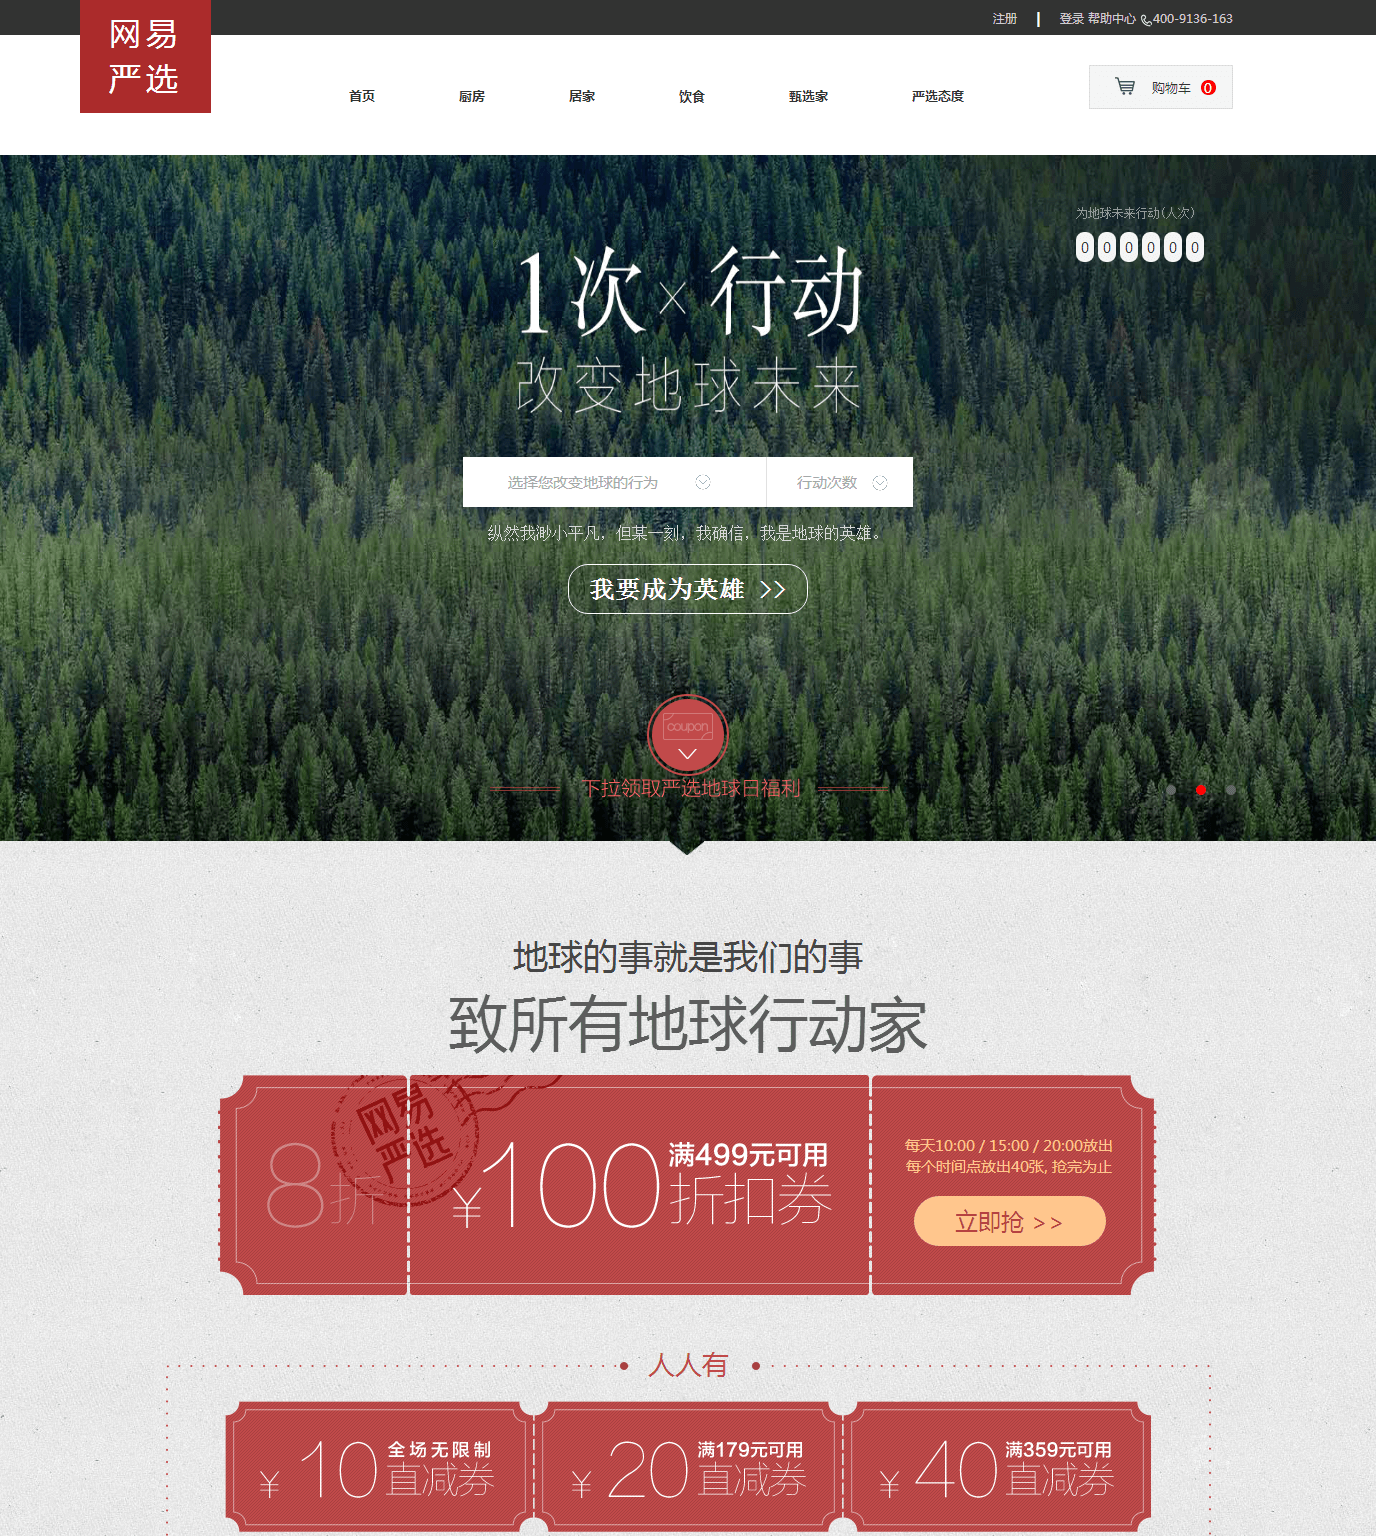 注册 | 登录 帮助中心 400-9136-163
网易
严选
首页 厨房 居家 饮食 甄选家 严选态度
购物车 0
为地球未来行动(人次)
0 0 0 0 0 0
1次×行动
改变地球未来
选择您改变地球的行为 行动次数
纵然我渺小平凡，但某一刻，我确信，我是地球的英雄。
我要成为英雄 >>
coupon
下拉领取严选地球日福利
地球的事就是我们的事
致所有地球行动家
网易
严选
8折
¥100 满499元可用
折扣券
每天10:00 / 15:00 / 20:00放出
每个时间点放出40张, 抢完为止
立即抢 >>
人人有
¥10 全场无限制
直减券
¥20 满179元可用
直减券
¥40 满359元可用
直减券